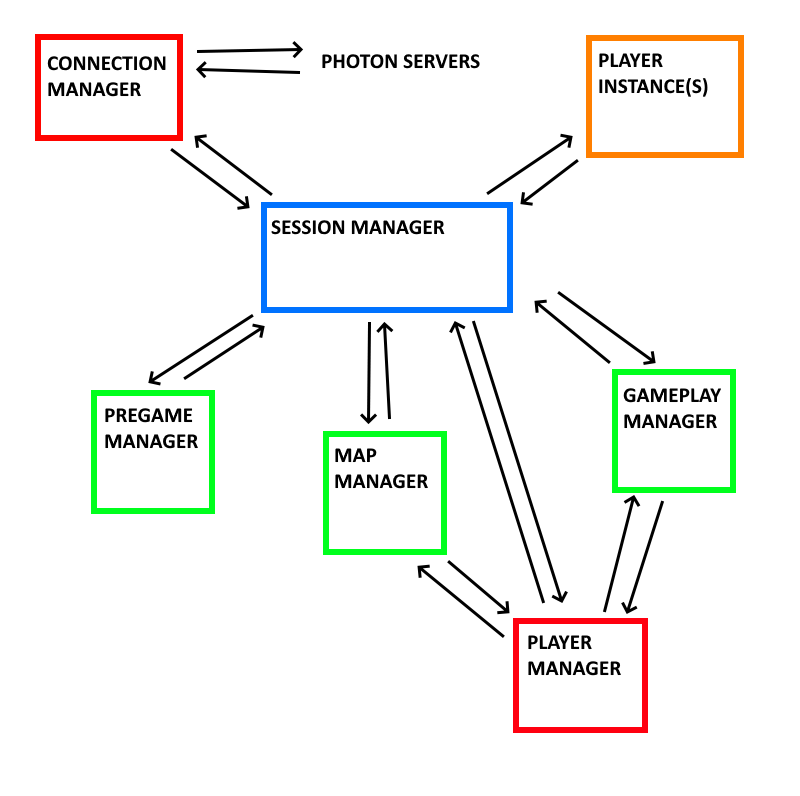 CONNECTION
MANAGER
PHOTON SERVERS
PLAYER
INSTANCE(S)
SESSION MANAGER
PREGAME
MANAGER
MAP
MANAGER
GAMEPLAY
MANAGER
PLAYER
MANAGER